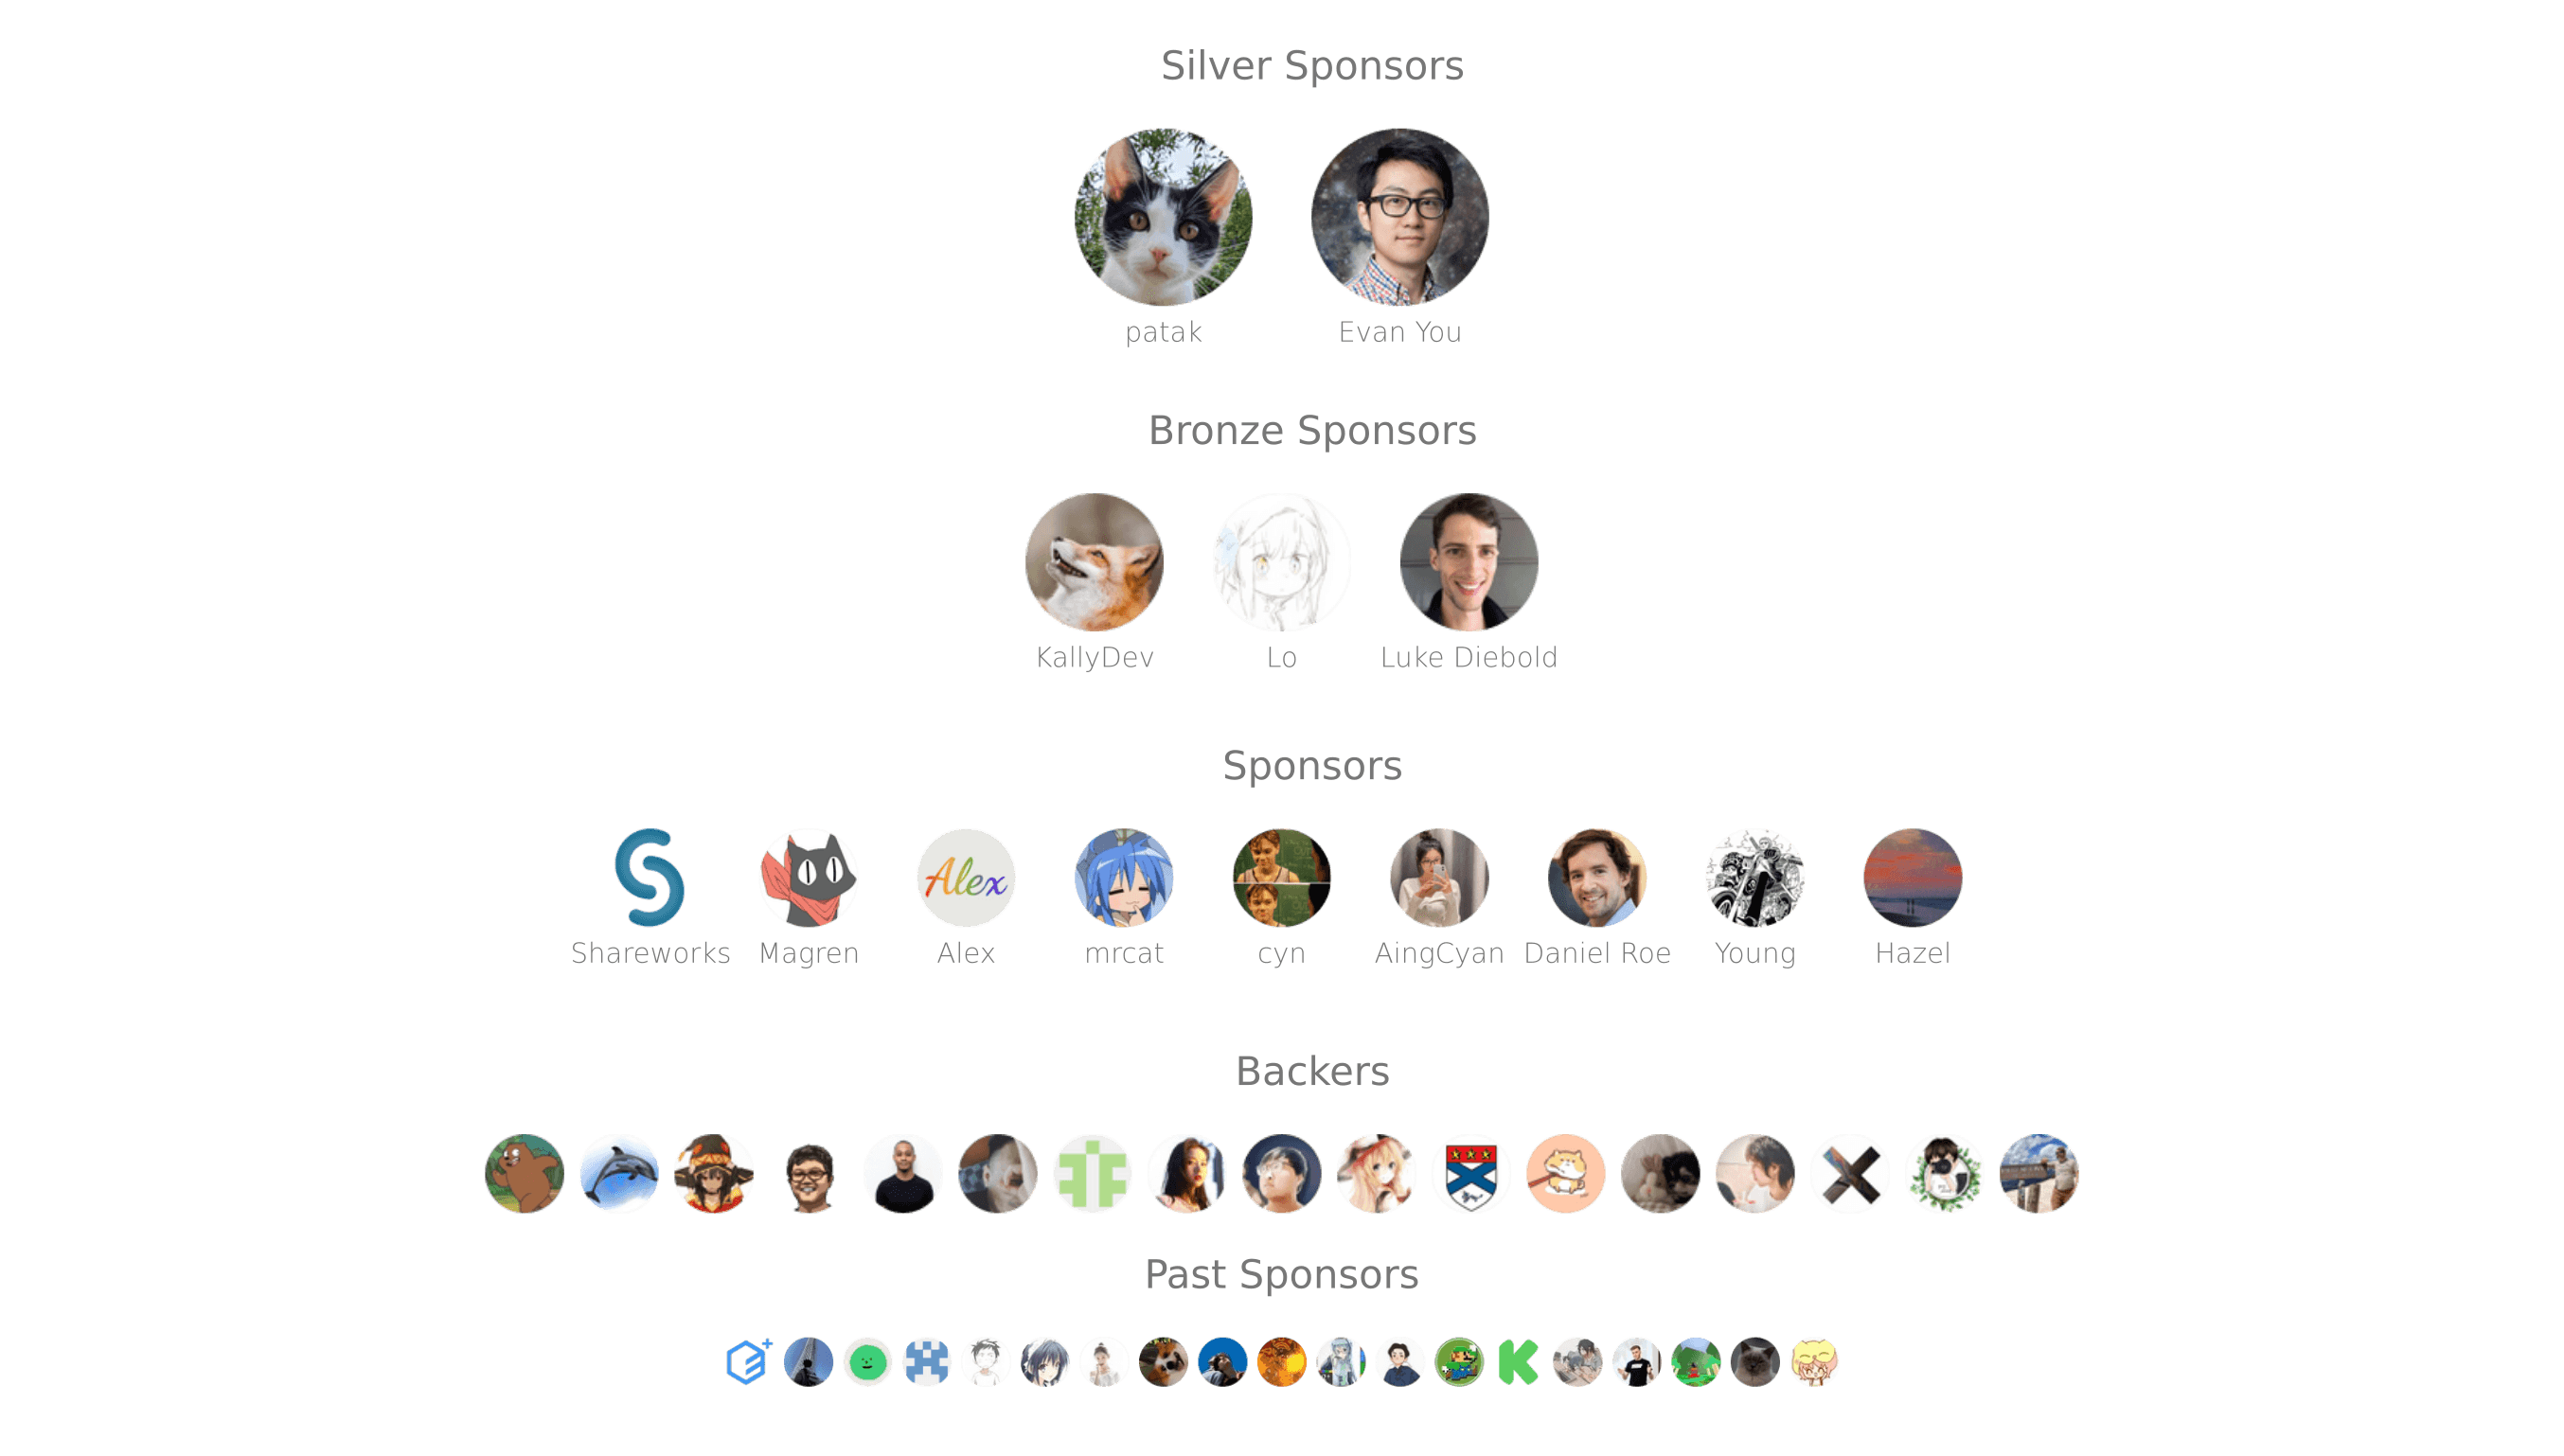 Silver Sponsors
patak
Evan You
Bronze Sponsors
KallyDev
Lo
Luke Diebold
Sponsors
Alex
Shareworks
Magren
Alex
mrcat
cyn
AingCyan
Daniel Roe
Young
Hazel
Backers
Past Sponsors